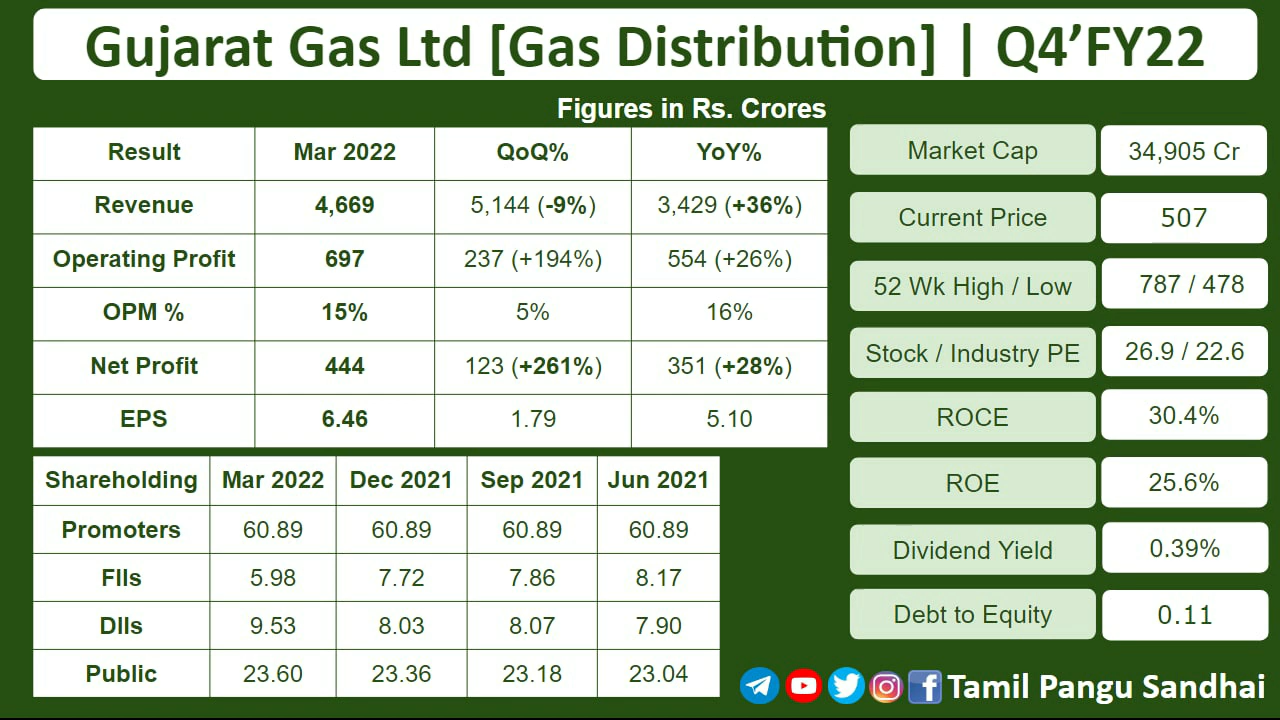 Gujarat Gas Ltd [Gas Distribution] | Q4’FY22
Figures in Rs. Crores
Result Mar 2022 QoQ% YoY%
Revenue 4,669 5,144 (-9%) 3,429 (+36%)
Operating Profit 697 237 (+194%) 554 (+26%)
OPM % 15% 5% 16%
Net Profit 444 123 (+261%) 351 (+28%)
EPS 6.46 1.79 5.10
Shareholding Mar 2022 Dec 2021 Sep 2021 Jun 2021
Promoters 60.89 60.89 60.89 60.89
FIIs 5.98 7.72 7.86 8.17
DIIs 9.53 8.03 8.07 7.90
Public 23.60 23.36 23.18 23.04
Market Cap 34,905 Cr
Current Price 507
52 Wk High / Low 787 / 478
Stock / Industry PE 26.9 / 22.6
ROCE 30.4%
ROE 25.6%
Dividend Yield 0.39%
Debt to Equity 0.11
Tamil Pangu Sandhai